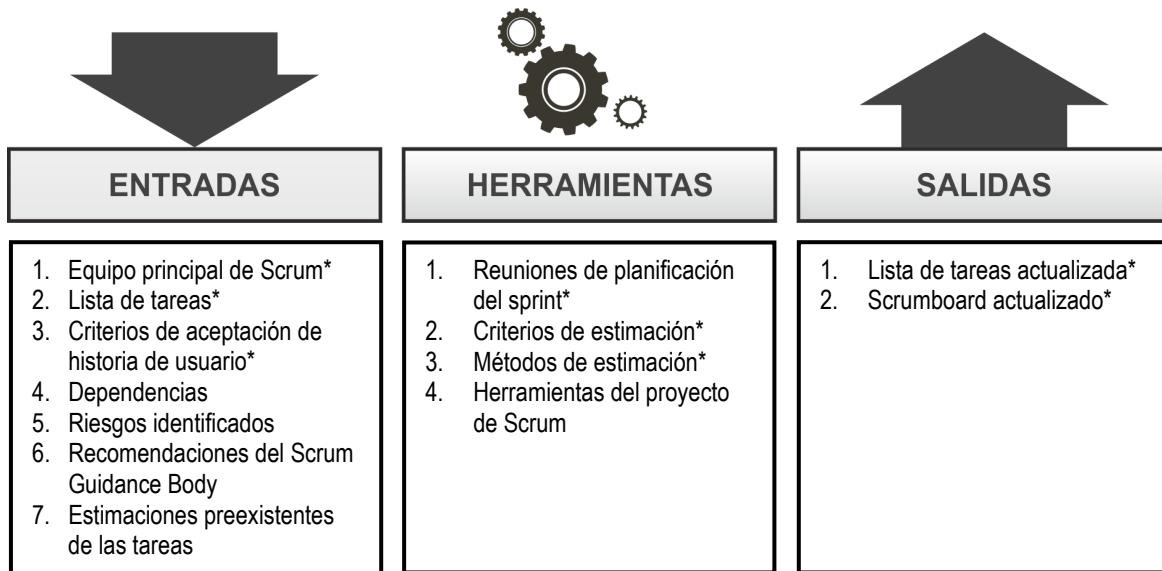 ENTRADAS
1. Equipo principal de Scrum*
2. Lista de tareas*
3. Criterios de aceptación de
historia de usuario*
4. Dependencias
5. Riesgos identificados
6. Recomendaciones del Scrum
Guidance Body
7. Estimaciones preexistentes
de las tareas
HERRAMIENTAS
1. Reuniones de planificación
del sprint*
2. Criterios de estimación*
3. Métodos de estimación*
4. Herramientas del proyecto
de Scrum
SALIDAS
1. Lista de tareas actualizada*
2. Scrumboard actualizado*